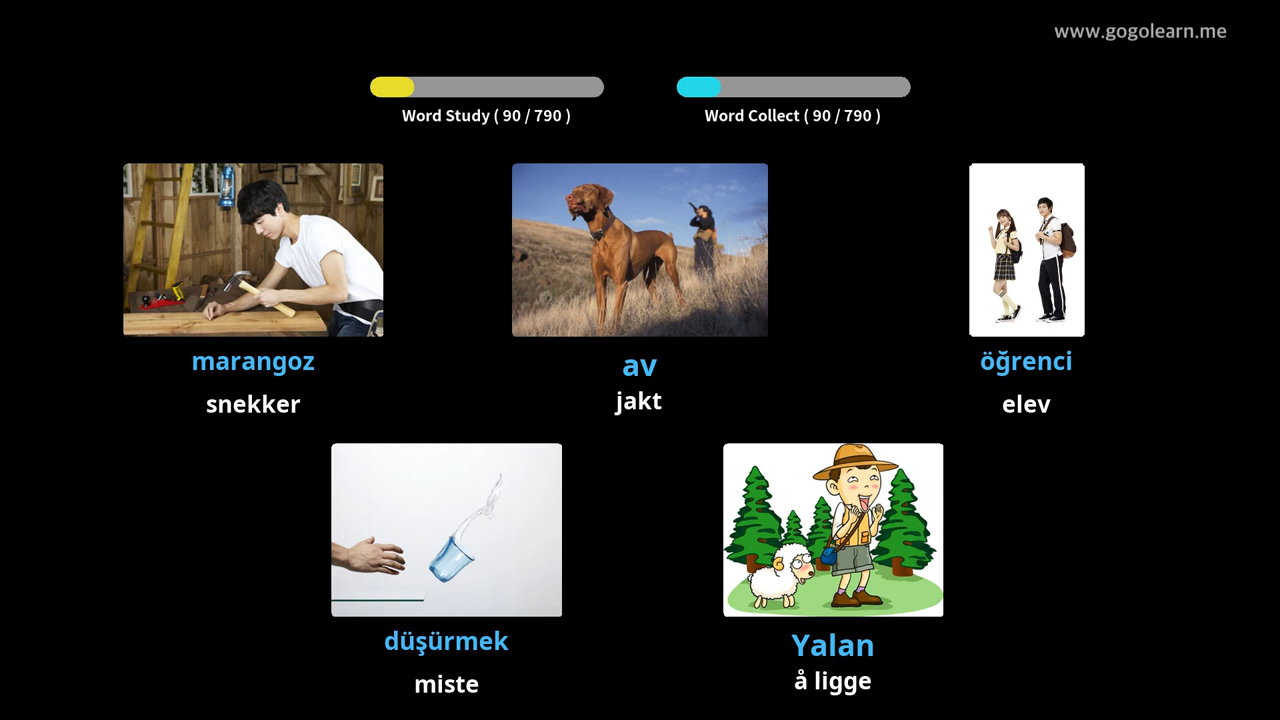 www.gogolearn.me
Word Study ( 90 / 790 )
Word Collect ( 90 / 790 )
marangoz
snekker
av
jakt
öğrenci
elev
düşürmek
miste
Yalan
å ligge